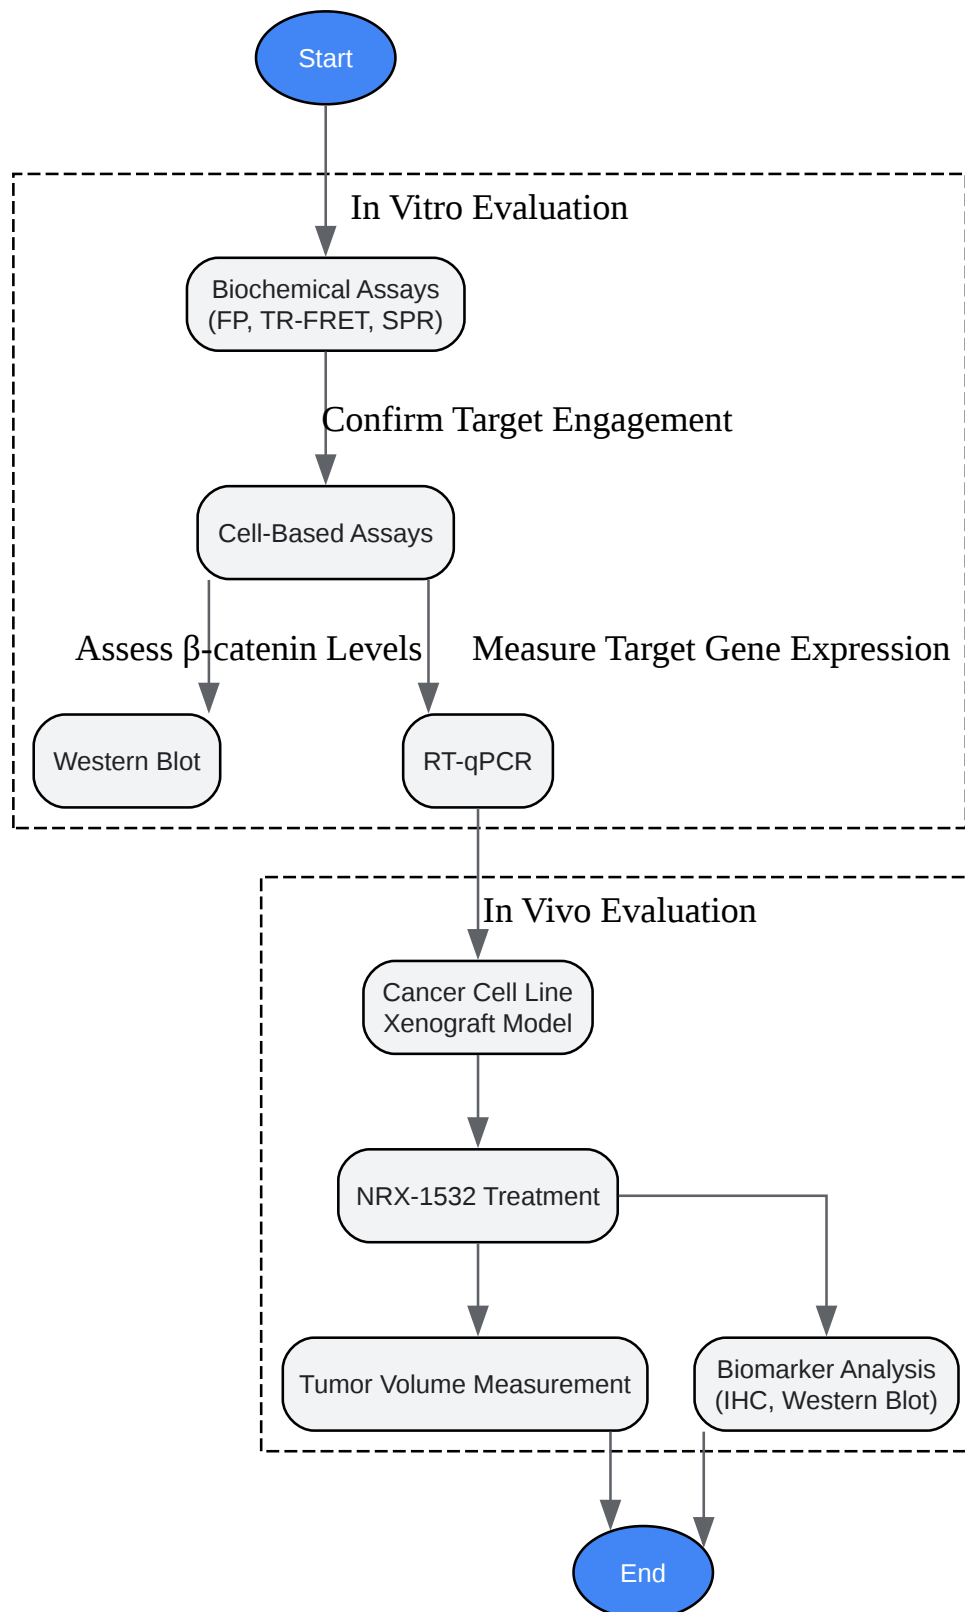 Start
In Vitro Evaluation
Biochemical Assays
(FP, TR-FRET, SPR)
Confirm Target Engagement
Cell-Based Assays
Assess β-catenin Levels
Measure Target Gene Expression
Western Blot
RT-qPCR
In Vivo Evaluation
Cancer Cell Line
Xenograft Model
NRX-1532 Treatment
Tumor Volume Measurement
Biomarker Analysis
(IHC, Western Blot)
End